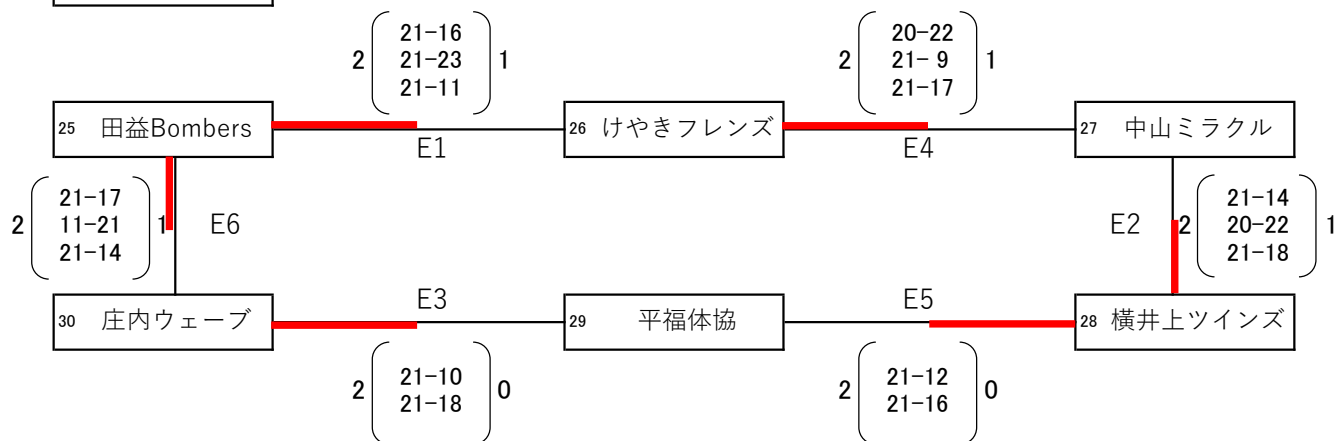 21-16
21-23
21-11
2 1
20-22
21- 9
21-17
2 1
25 田益Bombers
26 けやきフレンズ
27 中山ミラクル
E1
E4
21-17
11-21
21-14
2 1
E6
E2
21-14
20-22
21-18
2 1
30 庄内ウェーブ
E3
29 平福体協
E5
28 横井上ツインズ
21-10
21-18
2 0
21-12
21-16
2 0